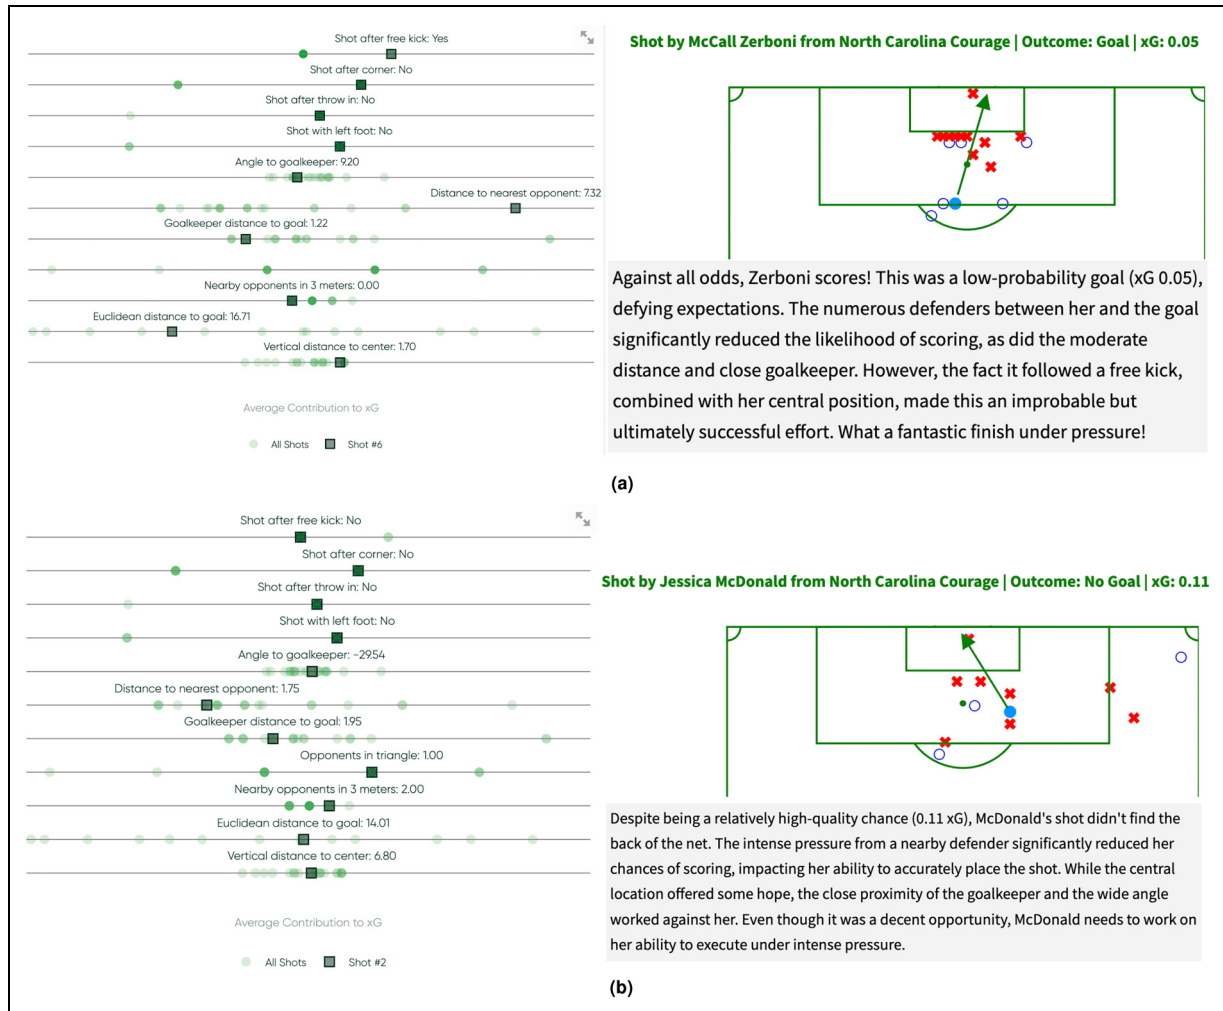 Shot after free kick: Yes
Shot after corner: No
Shot after throw in: No
Shot with left foot: No
Angle to goalkeeper: 9.20
Distance to nearest opponent: 7.32
Goalkeeper distance to goal: 1.22
Nearby opponents in 3 meters: 0.00
Euclidean distance to goal: 16.71
Vertical distance to center: 1.70
Average Contribution to xG
All Shots Shot #6
Shot by McCall Zerboni from North Carolina Courage | Outcome: Goal | xG: 0.05
Against all odds, Zerboni scores! This was a low-probability goal (xG 0.05),
defying expectations. The numerous defenders between her and the goal
significantly reduced the likelihood of scoring, as did the moderate
distance and close goalkeeper. However, the fact it followed a free kick,
combined with her central position, made this an improbable but
ultimately successful effort. What a fantastic finish under pressure!
(a)
Shot after free kick: No
Shot after corner: No
Shot after throw in: No
Shot with left foot: No
Angle to goalkeeper: -29.54
Distance to nearest opponent: 1.75
Goalkeeper distance to goal: 1.95
Opponents in triangle: 1.00
Nearby opponents in 3 meters: 2.00
Euclidean distance to goal: 14.01
Vertical distance to center: 6.80
Average Contribution to xG
All Shots Shot #2
Shot by Jessica McDonald from North Carolina Courage | Outcome: No Goal | xG: 0.11
Despite being a relatively high-quality chance (0.11 xG), McDonald's shot didn't find the
back of the net. The intense pressure from a nearby defender significantly reduced her
chances of scoring, impacting her ability to accurately place the shot. While the central
location offered some hope, the close proximity of the goalkeeper and the wide angle
worked against her. Even though it was a decent opportunity, McDonald needs to work on
her ability to execute under intense pressure.
(b)